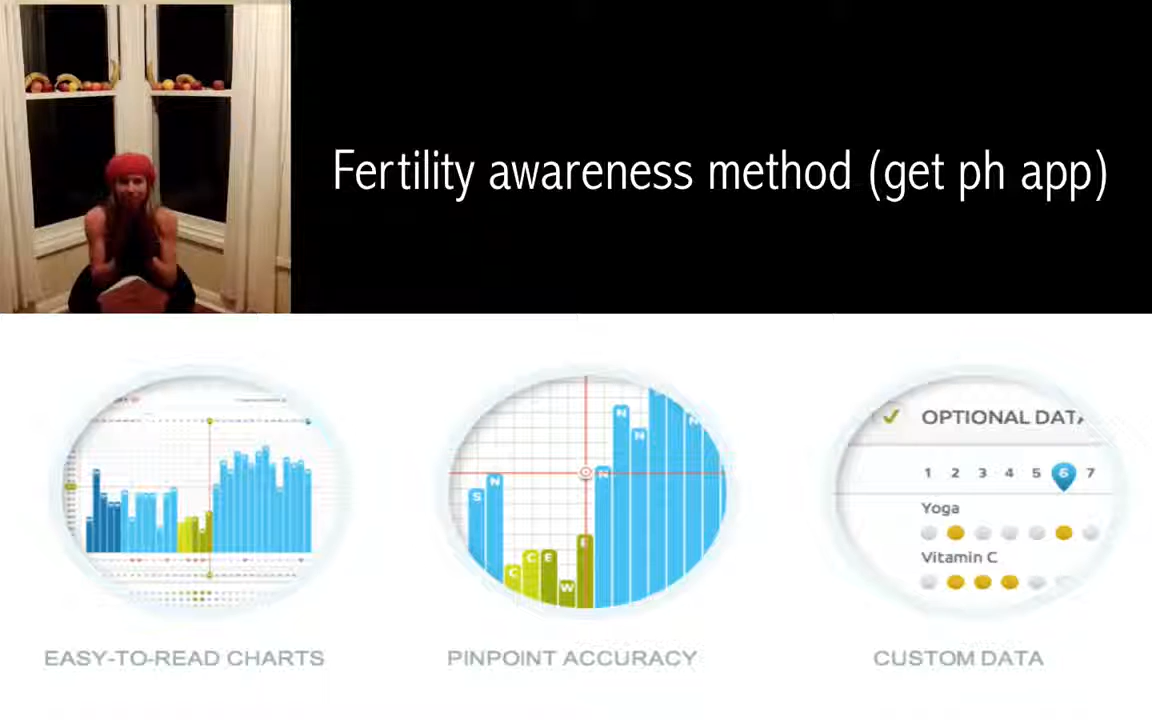 Fertility awareness method (get ph app)
OPTIONAL DATA
1 2 3 4 5 6 7
Yoga
Vitamin C
S N C C E W E N N N N
EASY-TO-READ CHARTS
PINPOINT ACCURACY
CUSTOM DATA